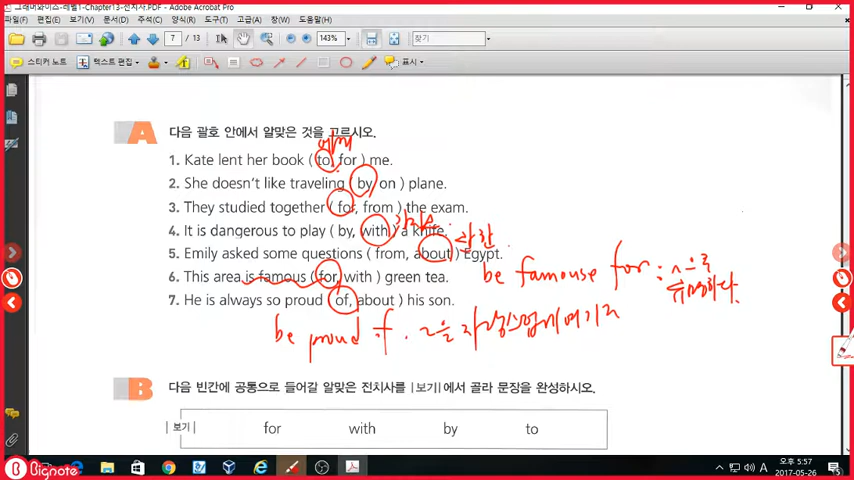 그래머와이즈-레벨1-Chapter13-전치사.PDF - Adobe Acrobat Pro
파일(F) 편집(E) 보기(V) 문서(D) 주석(C) 양식(R) 도구(T) 고급(A) 창(W) 도움말(H)
7 / 13 143% 찾기
스티커 노트 텍스트 편집 표시
A 다음 괄호 안에서 알맞은 것을 고르시오.
에게
1. Kate lent her book ( to, for ) me.
2. She doesn't like traveling ( by, on ) plane.
3. They studied together ( for, from ) the exam.
4. It is dangerous to play ( by, with ) a knife.
5. Emily asked some questions ( from, about ) Egypt.
be famouse for : ~로 유명하다.
6. This area is famous ( for, with ) green tea.
7. He is always so proud ( of, about ) his son.
be proud of . ~을 자랑스럽게 여기다
B 다음 빈칸에 공통으로 들어갈 알맞은 전치사를 |보기|에서 골라 문장을 완성하시오.
|보기| for with by to
Bignote
A 오후 5:57
2017-05-26